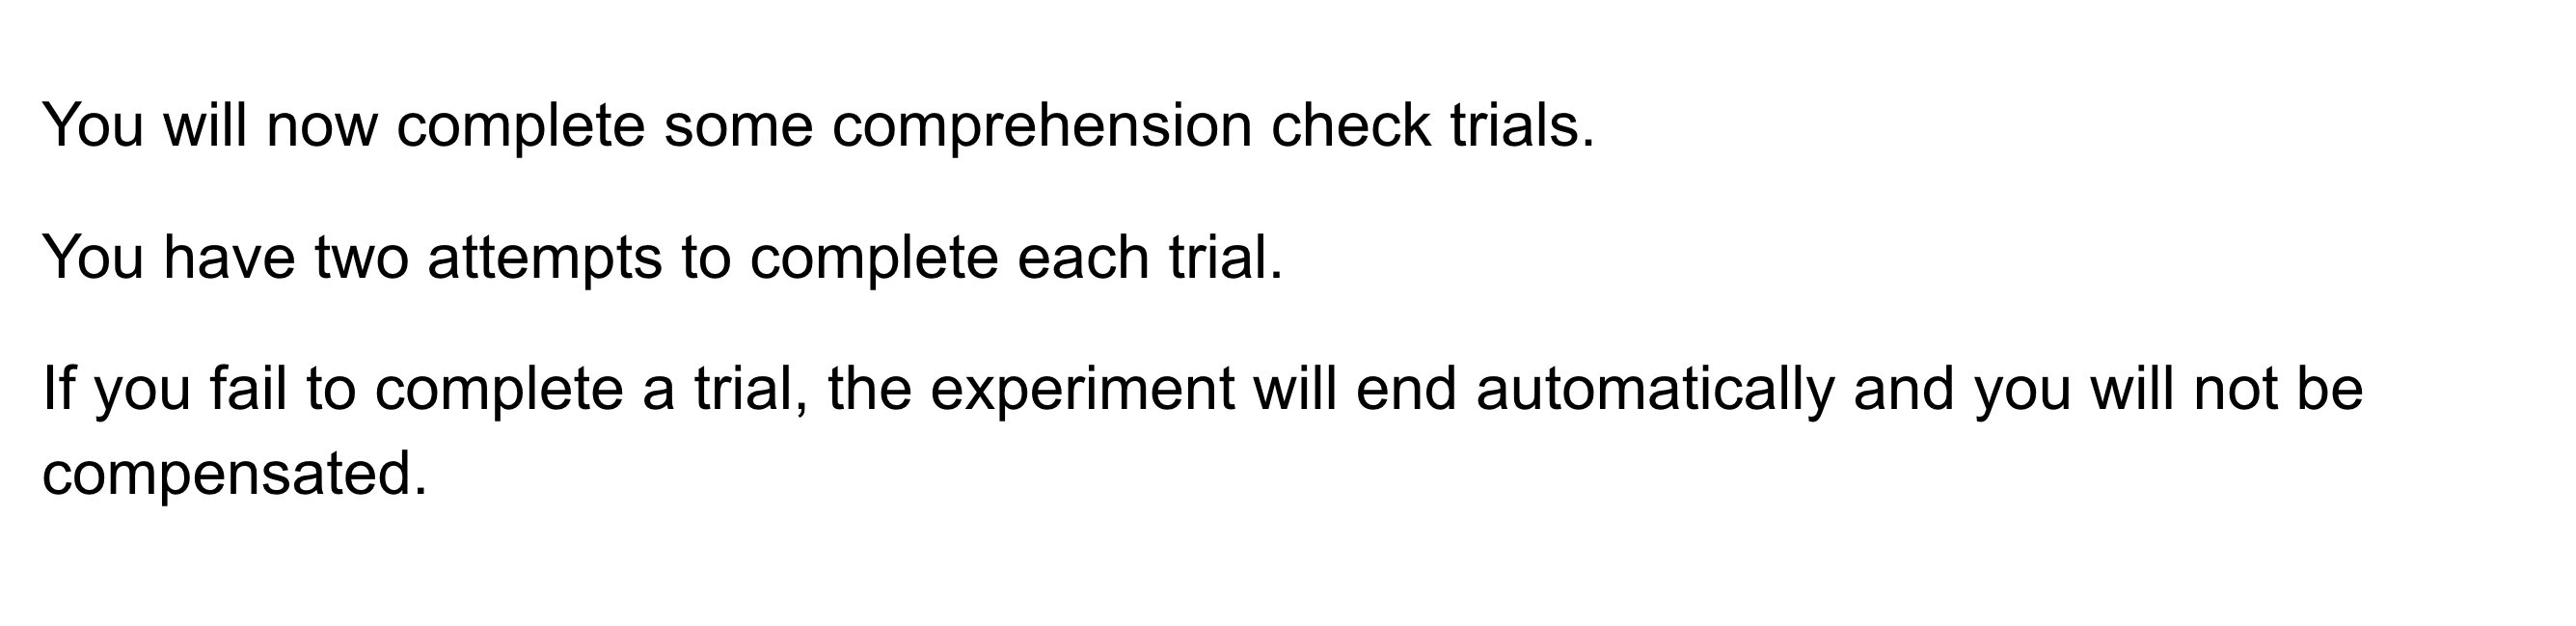 You will now complete some comprehension check trials.
You have two attempts to complete each trial.
If you fail to complete a trial, the experiment will end automatically and you will not be
compensated.